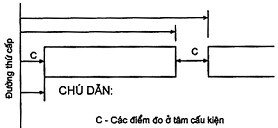 Đường thứ cấp
C
C
CHÚ DẪN:
C - Các điểm đo ở tâm cấu kiện